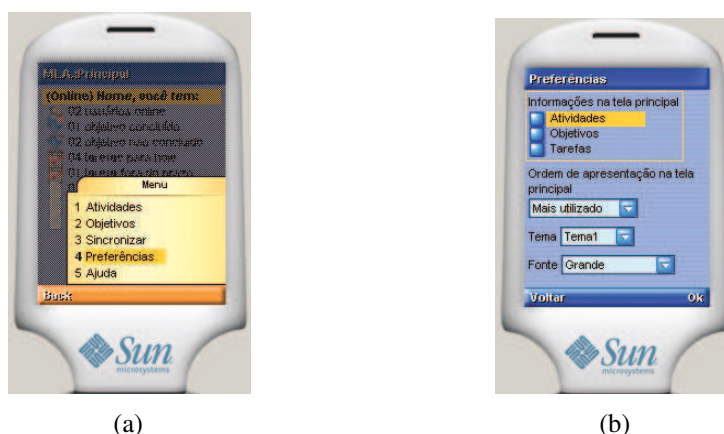 MLA:Principal
(Online) Nome, você tem:
02 usuários online
01 objetivo concluído
02 objetivo não concluído
04 tarefas para hoje
01 tarefa fora do prazo
Menu
1 Atividades
2 Objetivos
3 Sincronizar
4 Preferências
5 Ajuda
Back
Sun
microsystems
(a)
Preferências
Informações na tela principal
Atividades
Objetivos
Tarefas
Ordem de apresentação na tela
principal
Mais utilizado
Tema Tema1
Fonte Grande
Voltar Ok
Sun
microsystems
(b)